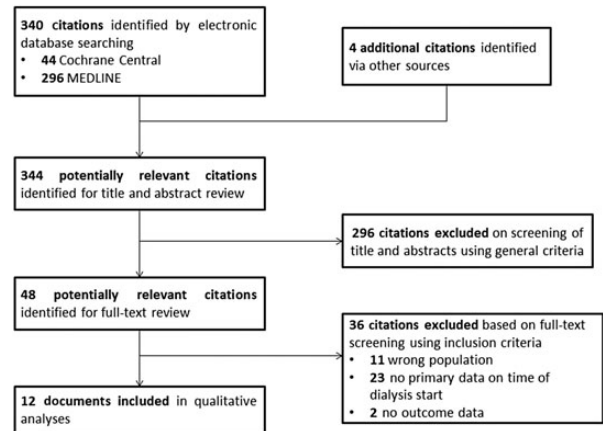 340 citations identified by electronic
database searching
• 44 Cochrane Central
• 296 MEDLINE
4 additional citations identified
via other sources
344 potentially relevant citations
identified for title and abstract review
296 citations excluded on screening of
title and abstracts using general criteria
48 potentially relevant citations
identified for full-text review
36 citations excluded based on full-text
screening using inclusion criteria
• 11 wrong population
• 23 no primary data on time of
dialysis start
• 2 no outcome data
12 documents included in qualitative
analyses